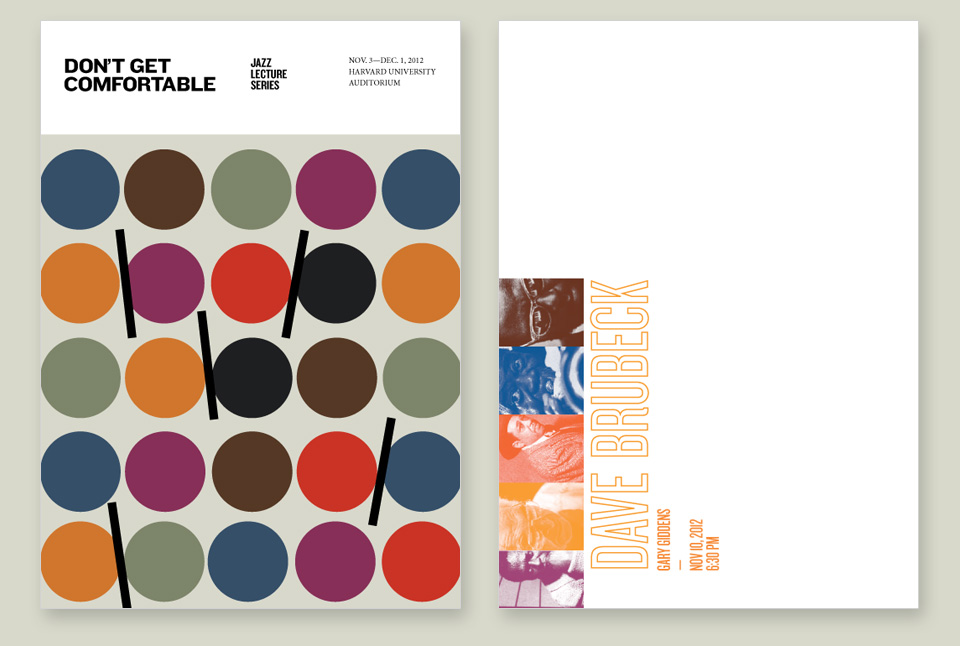 DON'T GET
COMFORTABLE
JAZZ
LECTURE
SERIES
NOV. 3—DEC. 1, 2012
HARVARD UNIVERSITY
AUDITORIUM
DAVE BRUBECK
GARY GIDDENS
—
NOV 10, 2012
6:30 PM